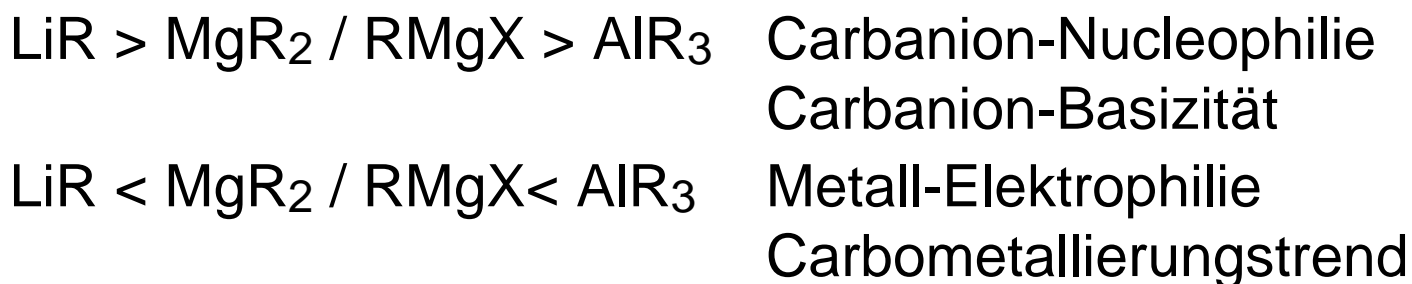 LiR > MgR2 / RMgX > AlR3 Carbanion-Nucleophilie
Carbanion-Basizität
LiR < MgR2 / RMgX< AlR3 Metall-Elektrophilie
Carbometallierungstrend